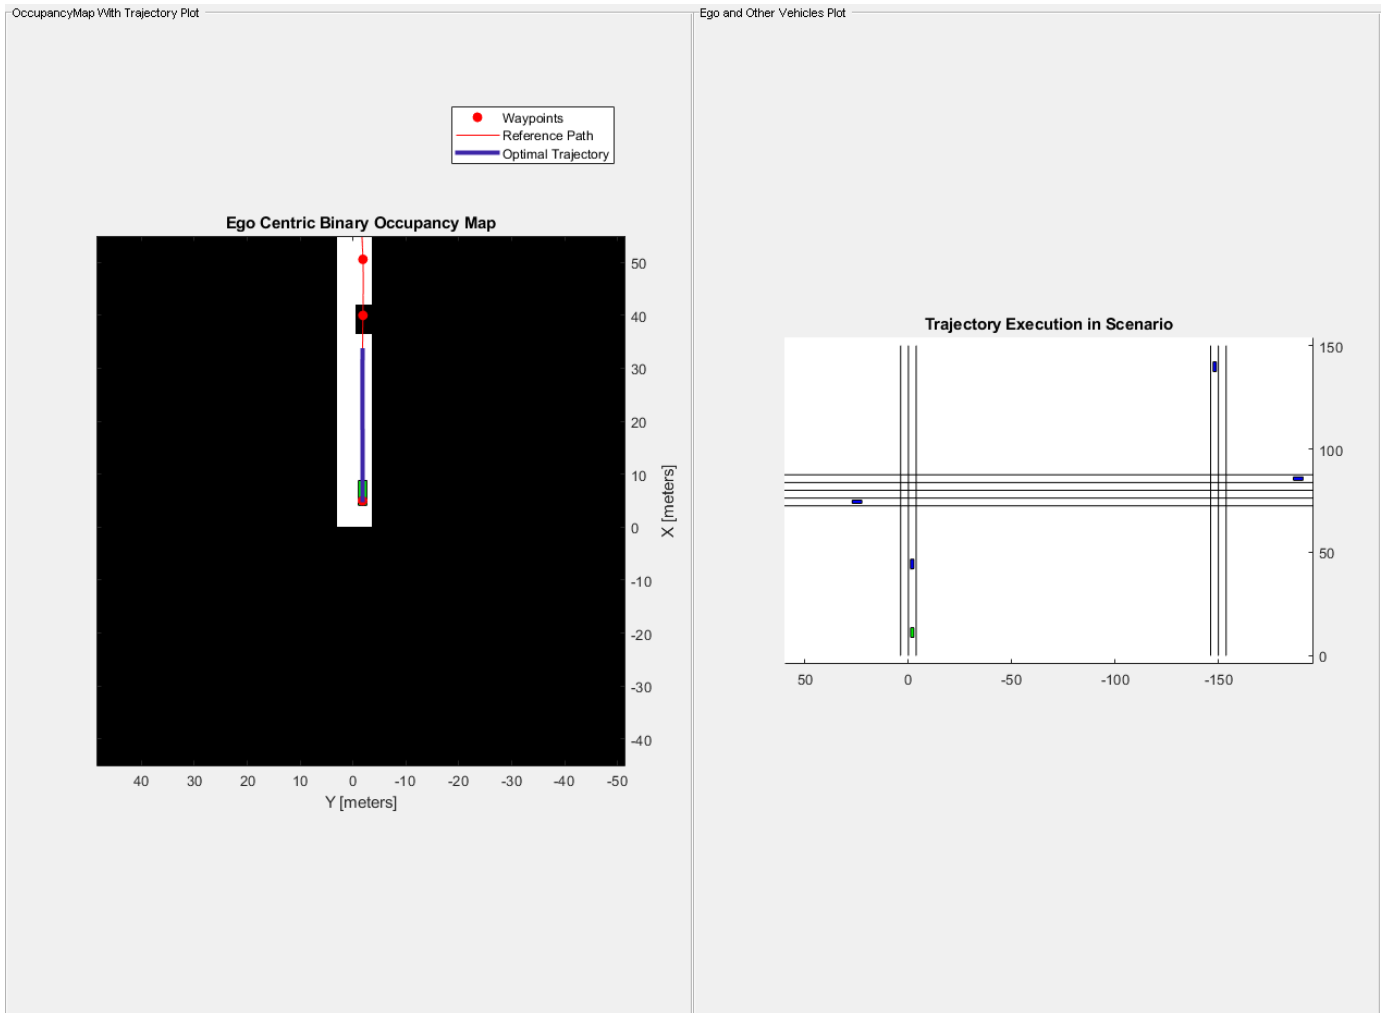 OccupancyMap With Trajectory Plot
Ego and Other Vehicles Plot
Waypoints
Reference Path
Optimal Trajectory
Ego Centric Binary Occupancy Map
50
40
30
20
10
0
-10
-20
-30
-40
X [meters]
40 30 20 10 0 -10 -20 -30 -40 -50
Y [meters]
Trajectory Execution in Scenario
150
100
50
0
50 0 -50 -100 -150